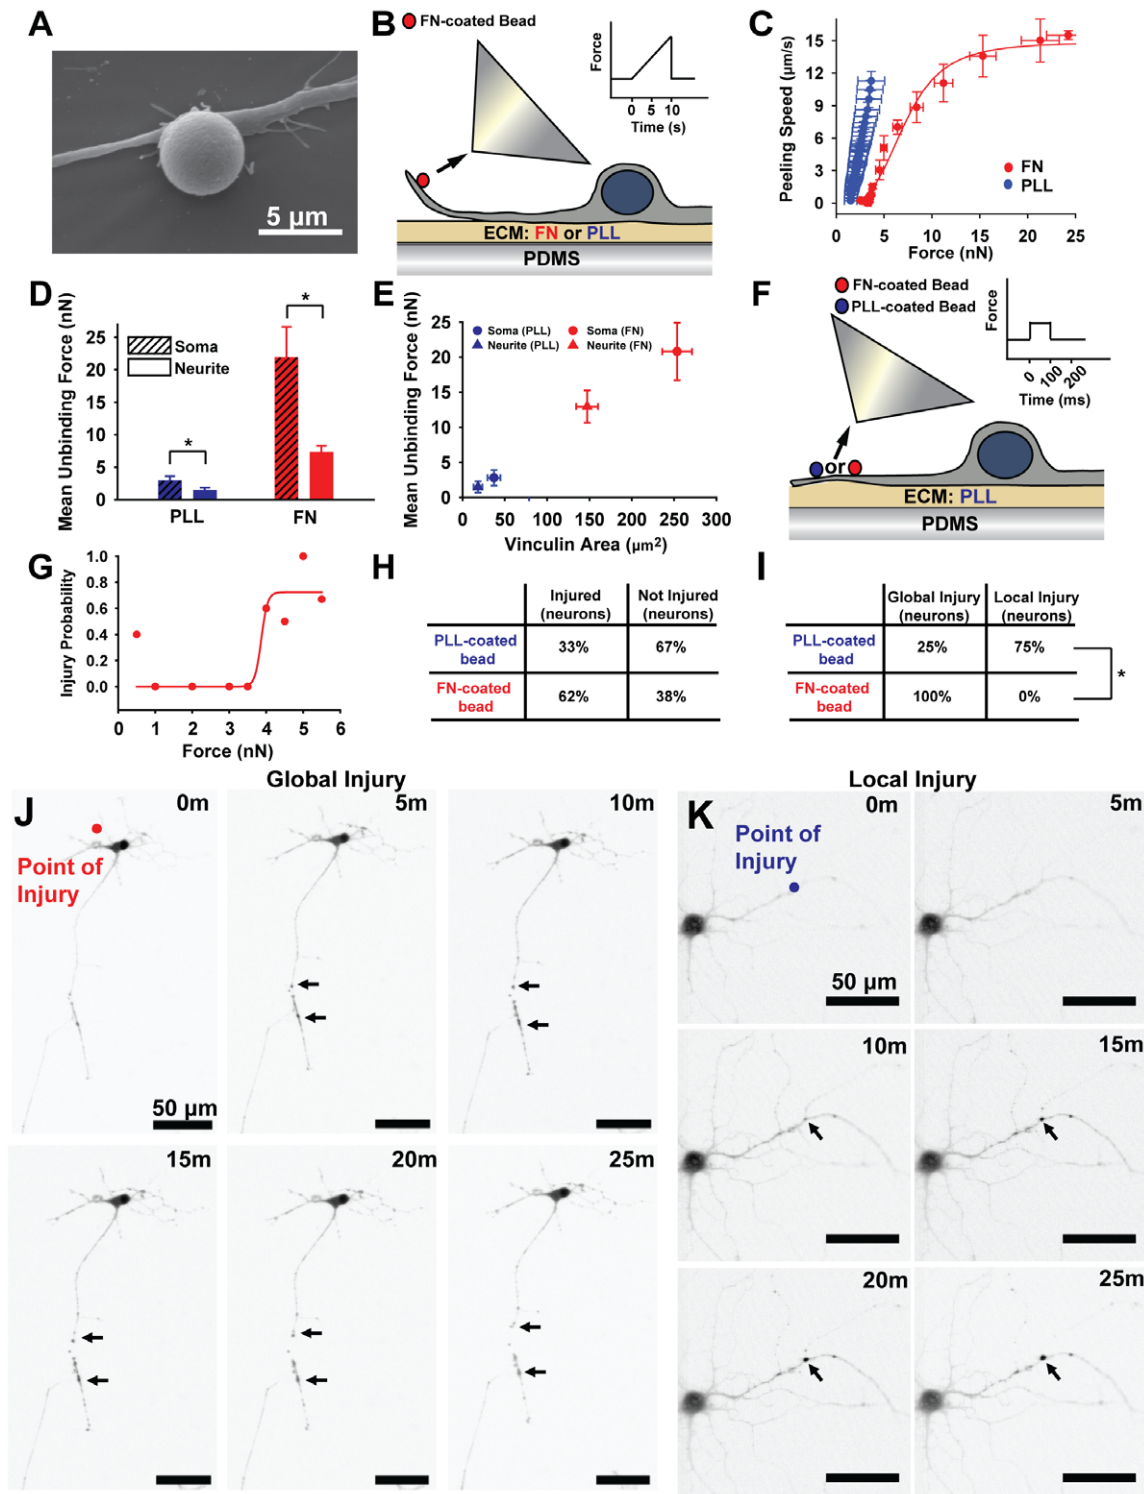 A
5 µm
B
FN-coated Bead
Force
0 5 10
Time (s)
ECM: FN or PLL
PDMS
C
Peeling Speed (µm/s)
15
12
9
6
3
0
FN
PLL
0 5 10 15 20 25
Force (nN)
D
Mean Unbinding Force (nN)
25
20
15
10
5
0
Soma
Neurite
*
*
PLL FN
E
Mean Unbinding Force (nN)
25
20
15
10
5
0
Soma (PLL) Soma (FN)
Neurite (PLL) Neurite (FN)
0 50 100 150 200 250 300
Vinculin Area (µm²)
F
FN-coated Bead
PLL-coated Bead
Force
0 100 200
Time (ms)
or
ECM: PLL
PDMS
G
Injury Probability
1.0
0.8
0.6
0.4
0.2
0.0
0 1 2 3 4 5 6
Force (nN)
H
Injured Not Injured
(neurons) (neurons)
PLL-coated
bead
33% 67%
FN-coated
bead
62% 38%
I
Global Injury Local Injury
(neurons) (neurons)
PLL-coated
bead
25% 75%
FN-coated
bead
100% 0%
*
Global Injury
J
0m 5m 10m
Point of
Injury
50 µm
15m 20m 25m
Local Injury
K
0m 5m
Point of
Injury
50 µm
10m 15m
20m 25m